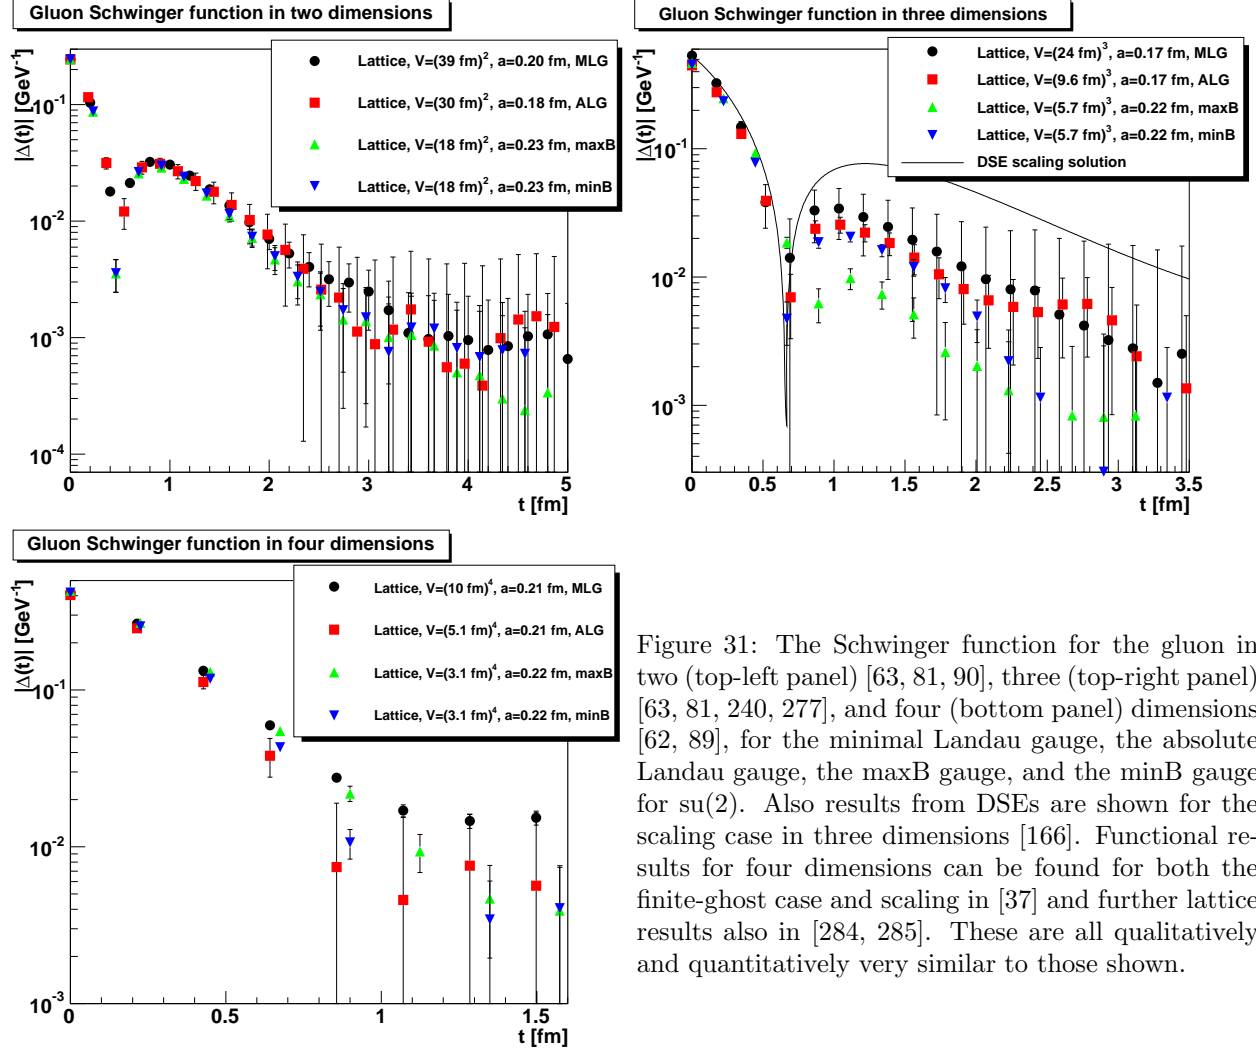 Gluon Schwinger function in two dimensions
|Δ(t)| [GeV⁻¹]
Lattice, V=(39 fm)², a=0.20 fm, MLG
Lattice, V=(30 fm)², a=0.18 fm, ALG
Lattice, V=(18 fm)², a=0.23 fm, maxB
Lattice, V=(18 fm)², a=0.23 fm, minB
10⁻¹
10⁻²
10⁻³
10⁻⁴
0 1 2 3 4 5
t [fm]
Gluon Schwinger function in three dimensions
|Δ(t)| [GeV⁻¹]
Lattice, V=(24 fm)³, a=0.17 fm, MLG
Lattice, V=(9.6 fm)³, a=0.17 fm, ALG
Lattice, V=(5.7 fm)³, a=0.22 fm, maxB
Lattice, V=(5.7 fm)³, a=0.22 fm, minB
DSE scaling solution
10⁻¹
10⁻²
10⁻³
0 0.5 1 1.5 2 2.5 3 3.5
t [fm]
Gluon Schwinger function in four dimensions
|Δ(t)| [GeV⁻¹]
Lattice, V=(10 fm)⁴, a=0.21 fm, MLG
Lattice, V=(5.1 fm)⁴, a=0.21 fm, ALG
Lattice, V=(3.1 fm)⁴, a=0.22 fm, maxB
Lattice, V=(3.1 fm)⁴, a=0.22 fm, minB
10⁻¹
10⁻²
10⁻³
0 0.5 1 1.5
t [fm]
Figure 31: The Schwinger function for the gluon in
two (top-left panel) [63, 81, 90], three (top-right panel)
[63, 81, 240, 277], and four (bottom panel) dimensions
[62, 89], for the minimal Landau gauge, the absolute
Landau gauge, the maxB gauge, and the minB gauge
for su(2). Also results from DSEs are shown for the
scaling case in three dimensions [166]. Functional re-
sults for four dimensions can be found for both the
finite-ghost case and scaling in [37] and further lattice
results also in [284, 285]. These are all qualitatively
and quantitatively very similar to those shown.